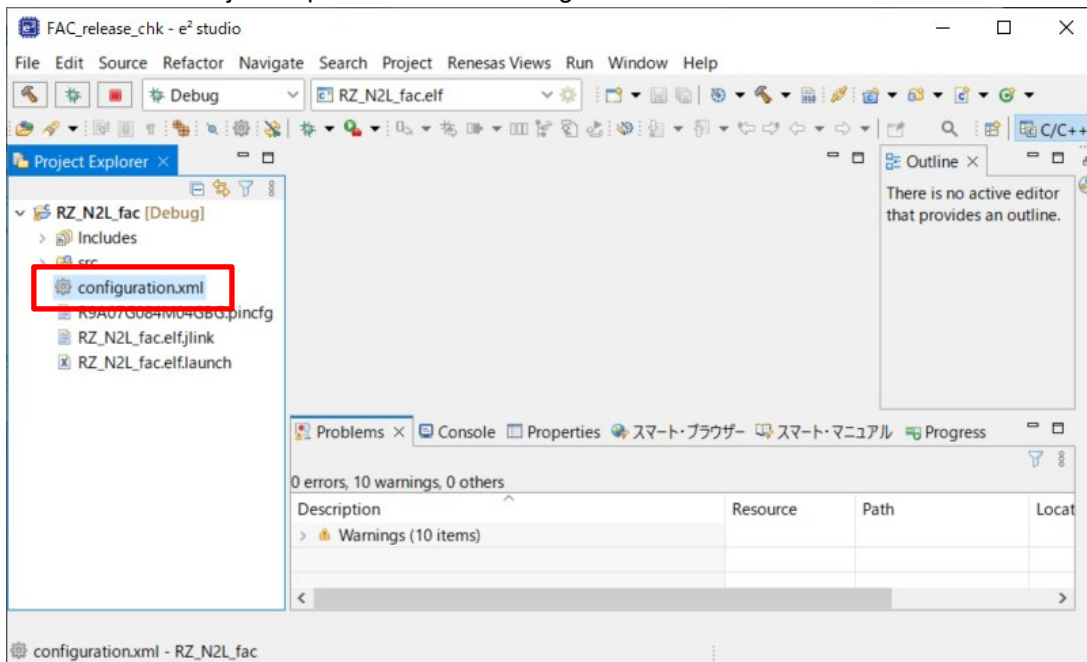 FAC_release_chk - e² studio
File Edit Source Refactor Navigate Search Project Renesas Views Run Window Help
Debug RZ_N2L_fac.elf
C/C++
Project Explorer
Outline
There is no active editor
that provides an outline.
RZ_N2L_fac [Debug]
Includes
src
configuration.xml
R9A07G084M04GBG.pincfg
RZ_N2L_fac.elf.jlink
RZ_N2L_fac.elf.launch
Problems Console Properties スマート・ブラウザー スマート・マニュアル Progress
0 errors, 10 warnings, 0 others
Description Resource Path Locat
Warnings (10 items)
configuration.xml - RZ_N2L_fac